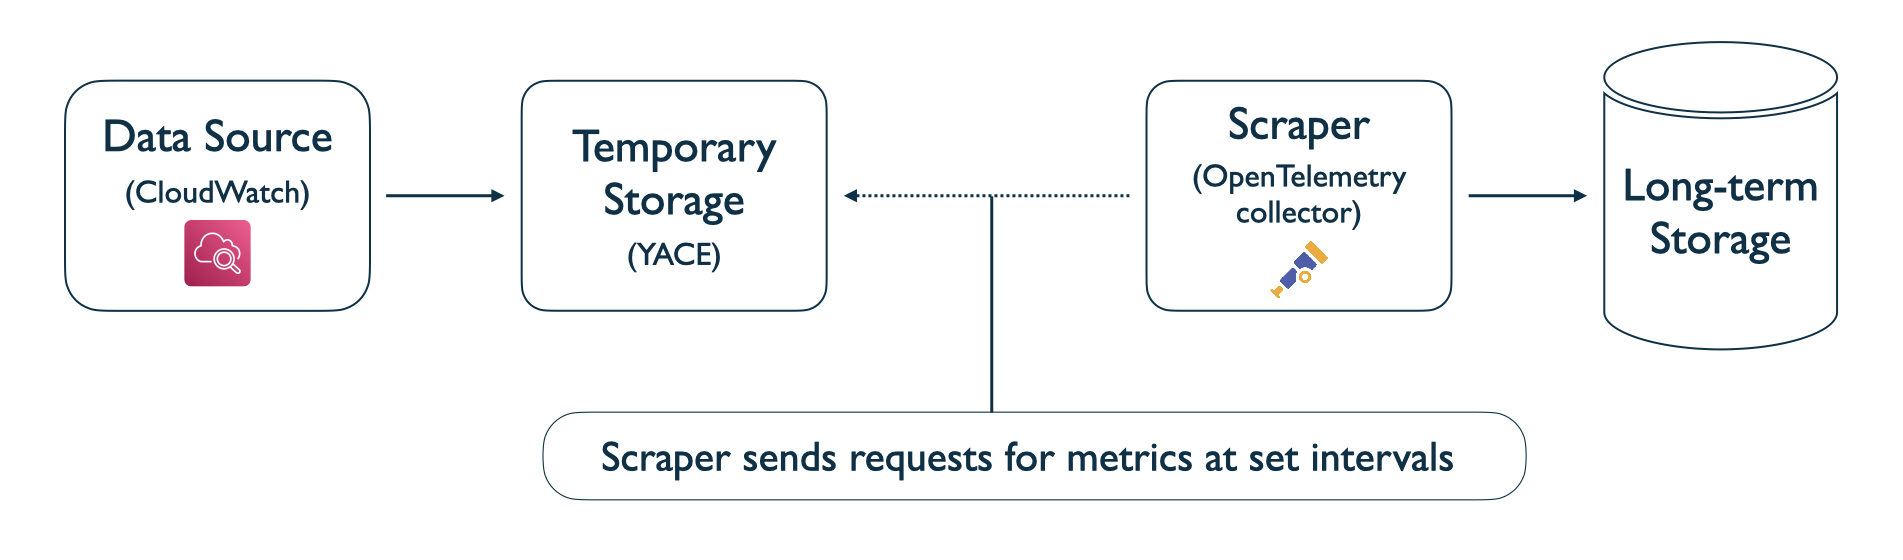 Data Source
(CloudWatch)
Temporary
Storage
(YACE)
Scraper
(OpenTelemetry
collector)
Long-term
Storage
Scraper sends requests for metrics at set intervals